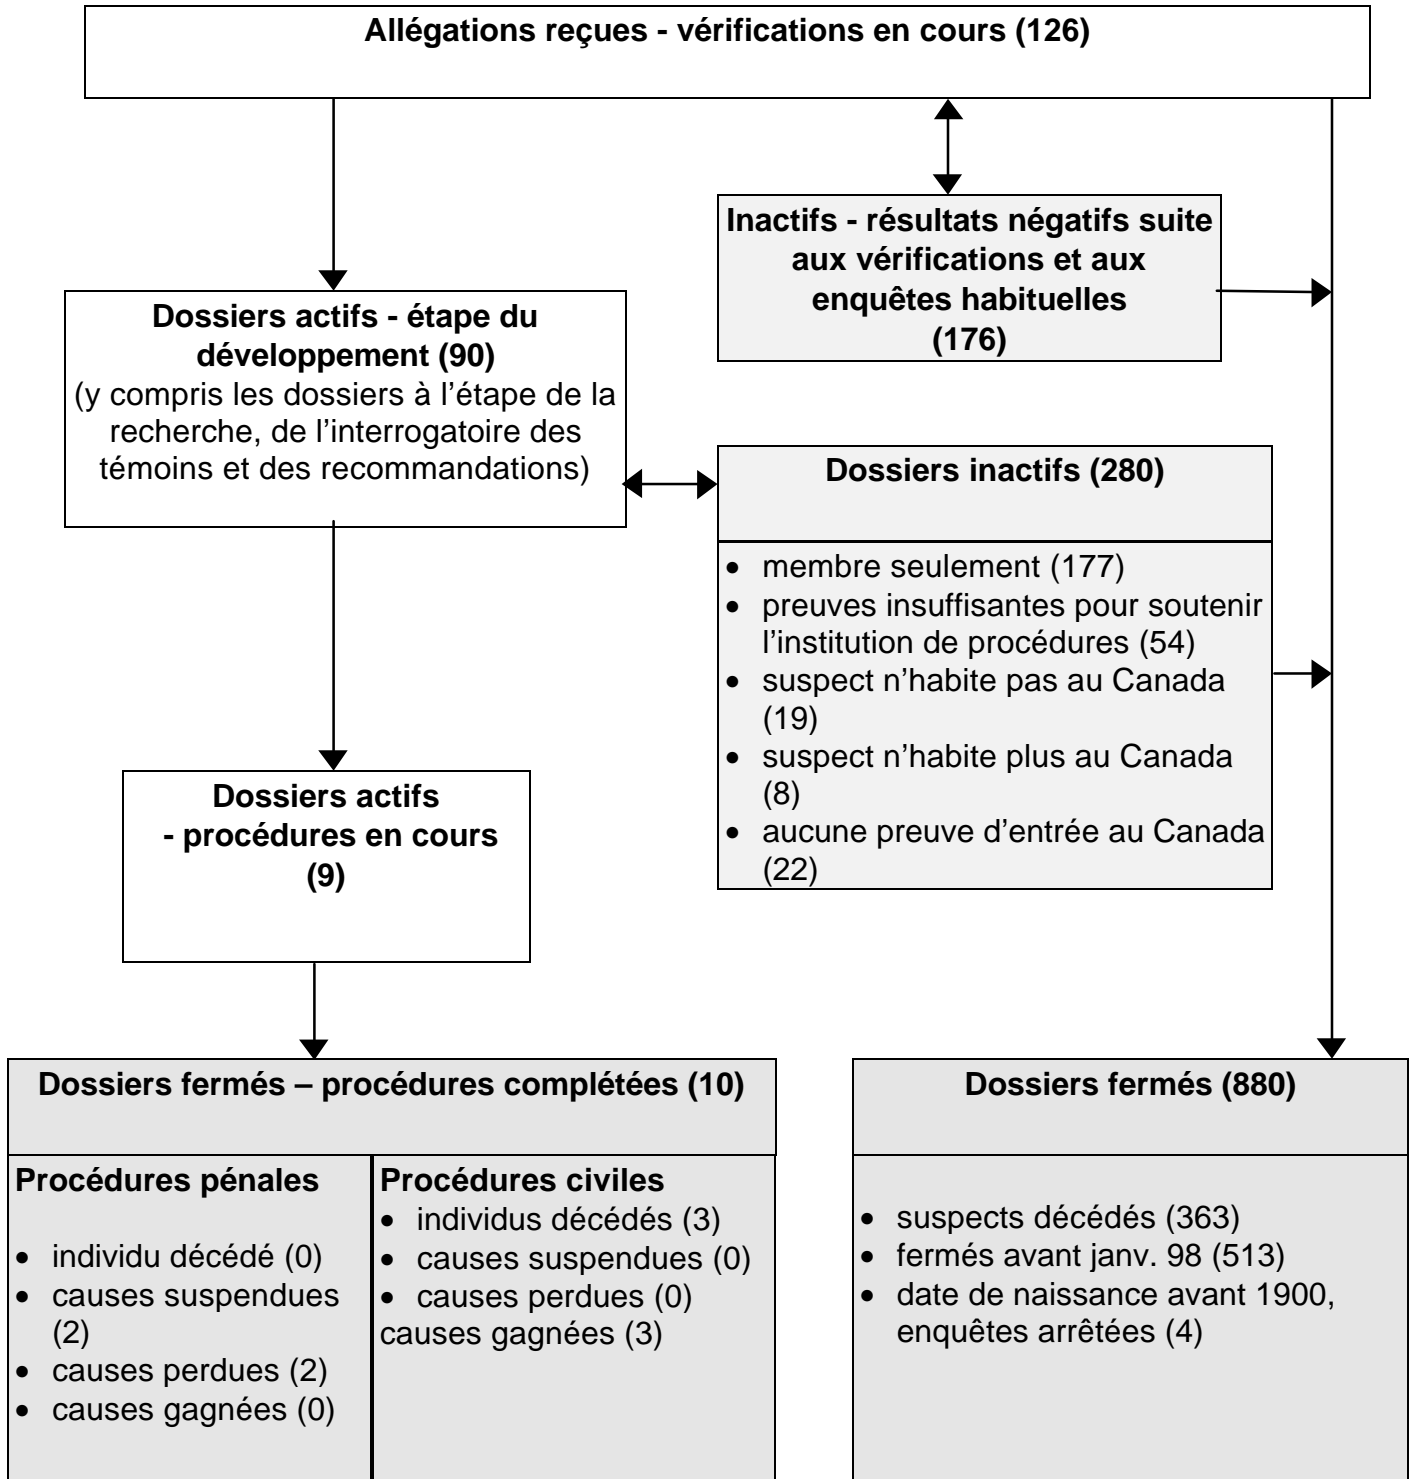 Allégations reçues - vérifications en cours (126)
Inactifs - résultats négatifs suite
aux vérifications et aux
enquêtes habituelles
(176)
Dossiers actifs - étape du
développement (90)
(y compris les dossiers à l’étape de la
recherche, de l’interrogatoire des
témoins et des recommandations)
Dossiers inactifs (280)
• membre seulement (177)
• preuves insuffisantes pour soutenir
l’institution de procédures (54)
• suspect n’habite pas au Canada
(19)
• suspect n’habite plus au Canada
(8)
• aucune preuve d’entrée au Canada
(22)
Dossiers actifs
- procédures en cours
(9)
Dossiers fermés – procédures complétées (10)
Procédures pénales
• individu décédé (0)
• causes suspendues
(2)
• causes perdues (2)
• causes gagnées (0)
Procédures civiles
• individus décédés (3)
• causes suspendues (0)
• causes perdues (0)
causes gagnées (3)
Dossiers fermés (880)
• suspects décédés (363)
• fermés avant janv. 98 (513)
• date de naissance avant 1900,
enquêtes arrêtées (4)